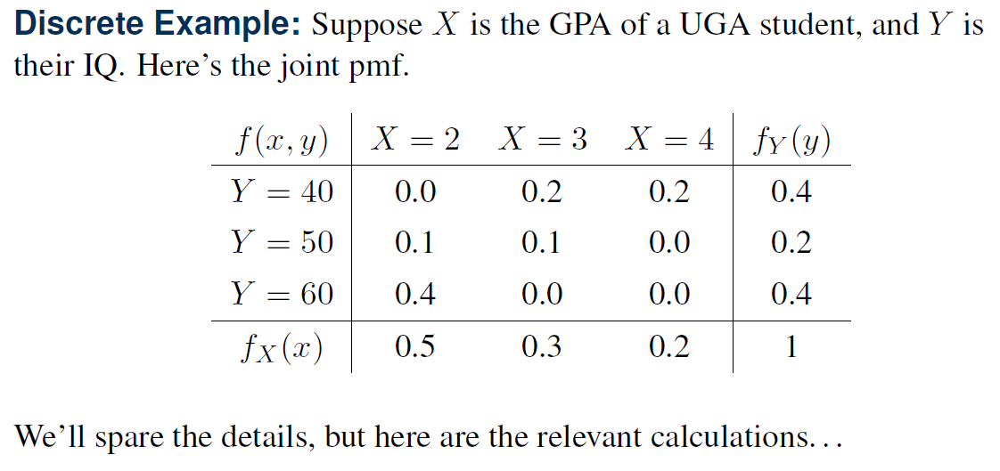 Discrete Example: Suppose X is the GPA of a UGA student, and Y is
their IQ. Here's the joint pmf.
f(x, y) X = 2 X = 3 X = 4 fY(y)
Y = 40 0.0 0.2 0.2 0.4
Y = 50 0.1 0.1 0.0 0.2
Y = 60 0.4 0.0 0.0 0.4
fX(x) 0.5 0.3 0.2 1
We'll spare the details, but here are the relevant calculations...